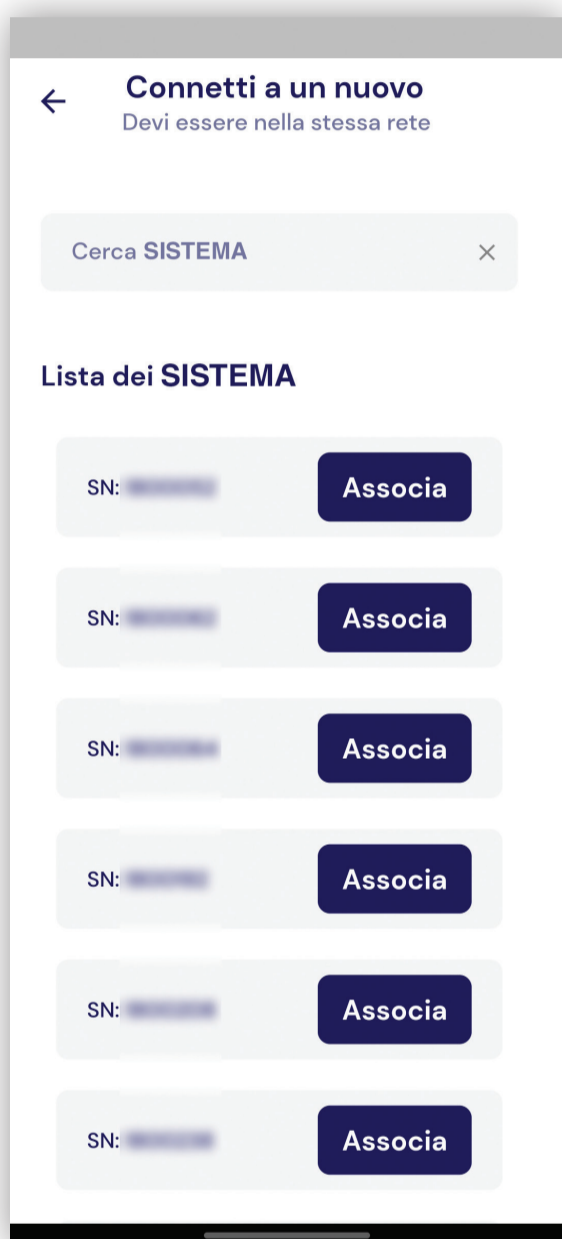 Connetti a un nuovo
Devi essere nella stessa rete
Cerca SISTEMA
Lista dei SISTEMA
SN: Associa
SN: Associa
SN: Associa
SN: Associa
SN: Associa
SN: Associa